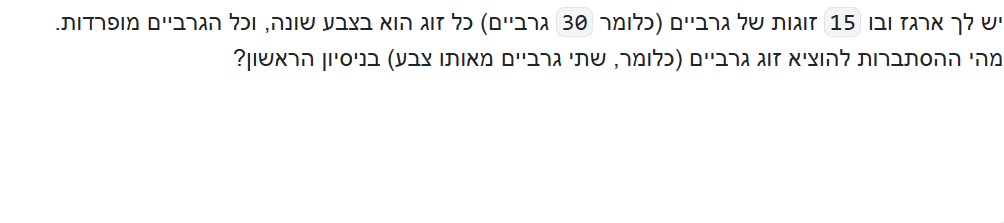 יש לך ארגז ובו 15 זוגות של גרביים (כלומר 30 גרביים) כל זוג הוא בצבע שונה, וכל הגרביים מופרדות.
מהי ההסתברות להוציא זוג גרביים (כלומר, שתי גרביים מאותו צבע) בניסיון הראשון?